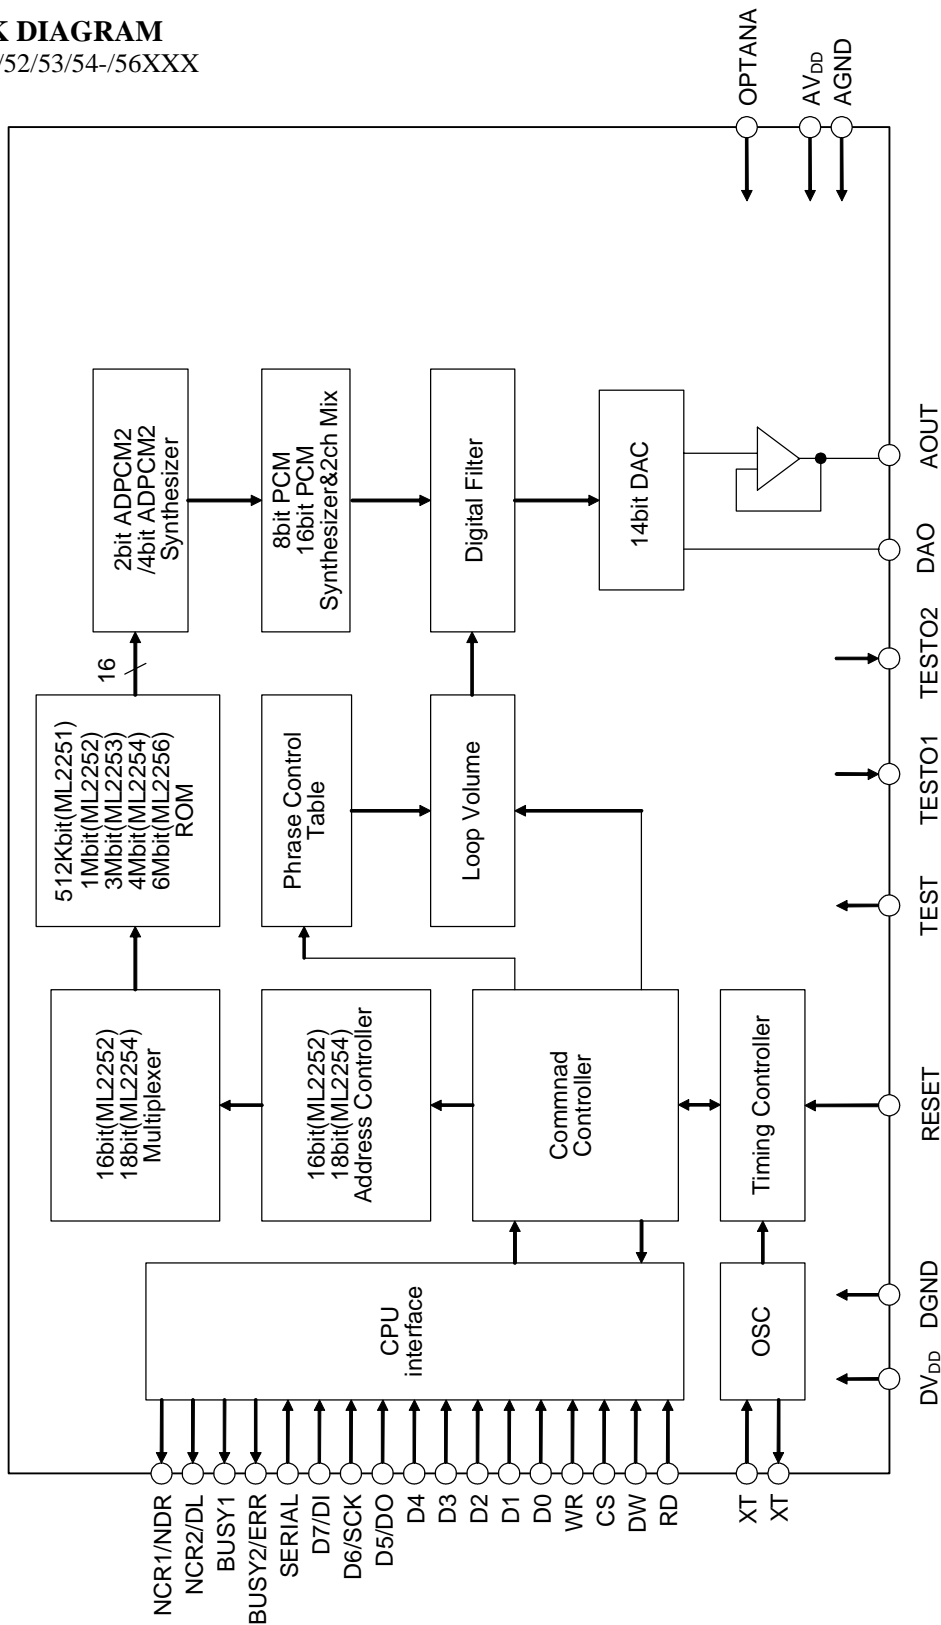 K DIAGRAM
/52/53/54-/56XXX
OPTANA
AVDD
AGND
2bit ADPCM2
/4bit ADPCM2
Synthesizer
8bit PCM
16bit PCM
Synthesizer&2ch Mix
Digital Filter
14bit DAC
16
512Kbit(ML2251)
1Mbit(ML2252)
3Mbit(ML2253)
4Mbit(ML2254)
6Mbit(ML2256)
ROM
Phrase Control
Table
Loop Volume
16bit(ML2252)
18bit(ML2254)
Multiplexer
16bit(ML2252)
18bit(ML2254)
Address Controller
Commnad
Controller
Timing Controller
CPU
interface
OSC
NCR1/NDR
NCR2/DL
BUSY1
BUSY2/ERR
SERIAL
D7/DI
D6/SCK
D5/DO
D4
D3
D2
D1
D0
WR
CS
DW
RD
XT
XT
DVDD
DGND
RESET
TEST
TESTO1
TESTO2
DAO
AOUT